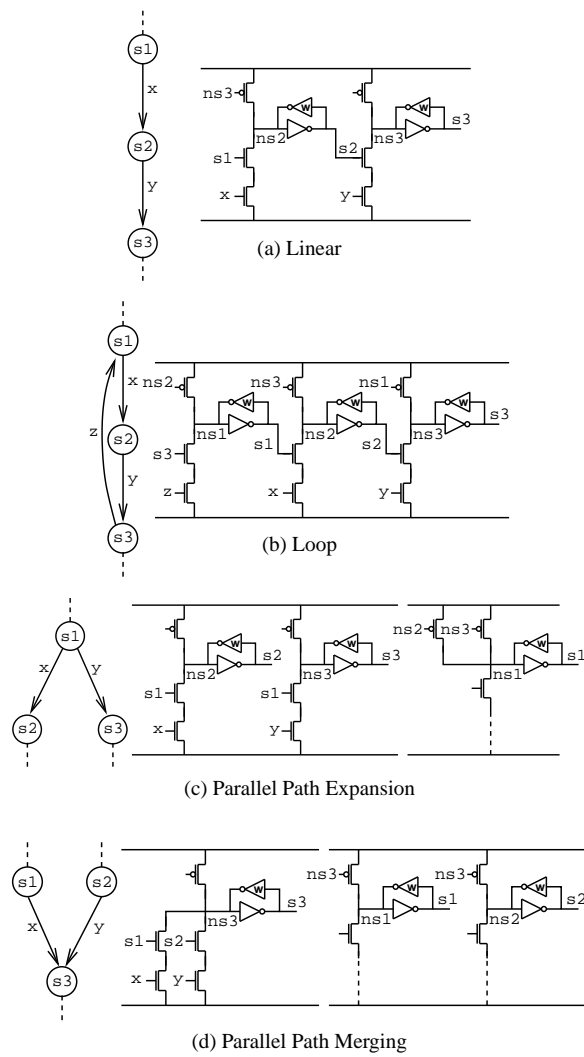 s1
x
s2
y
s3
ns3
ns2
s1
x
w
s2
ns3
y
w
s3
(a) Linear
s1
x
z
s2
y
s3
ns2
ns1
s3
z
w
s1
ns3
ns2
x
w
s2
ns1
ns3
y
w
s3
(b) Loop
s1
x
y
s2
s3
ns2
s1
x
w
s2
ns3
s1
y
w
s3
ns2
ns3
ns1
w
s1
(c) Parallel Path Expansion
s1
s2
x
y
s3
s1
s2
x
y
ns3
w
s3
ns3
ns1
w
s1
ns3
ns2
w
s2
(d) Parallel Path Merging